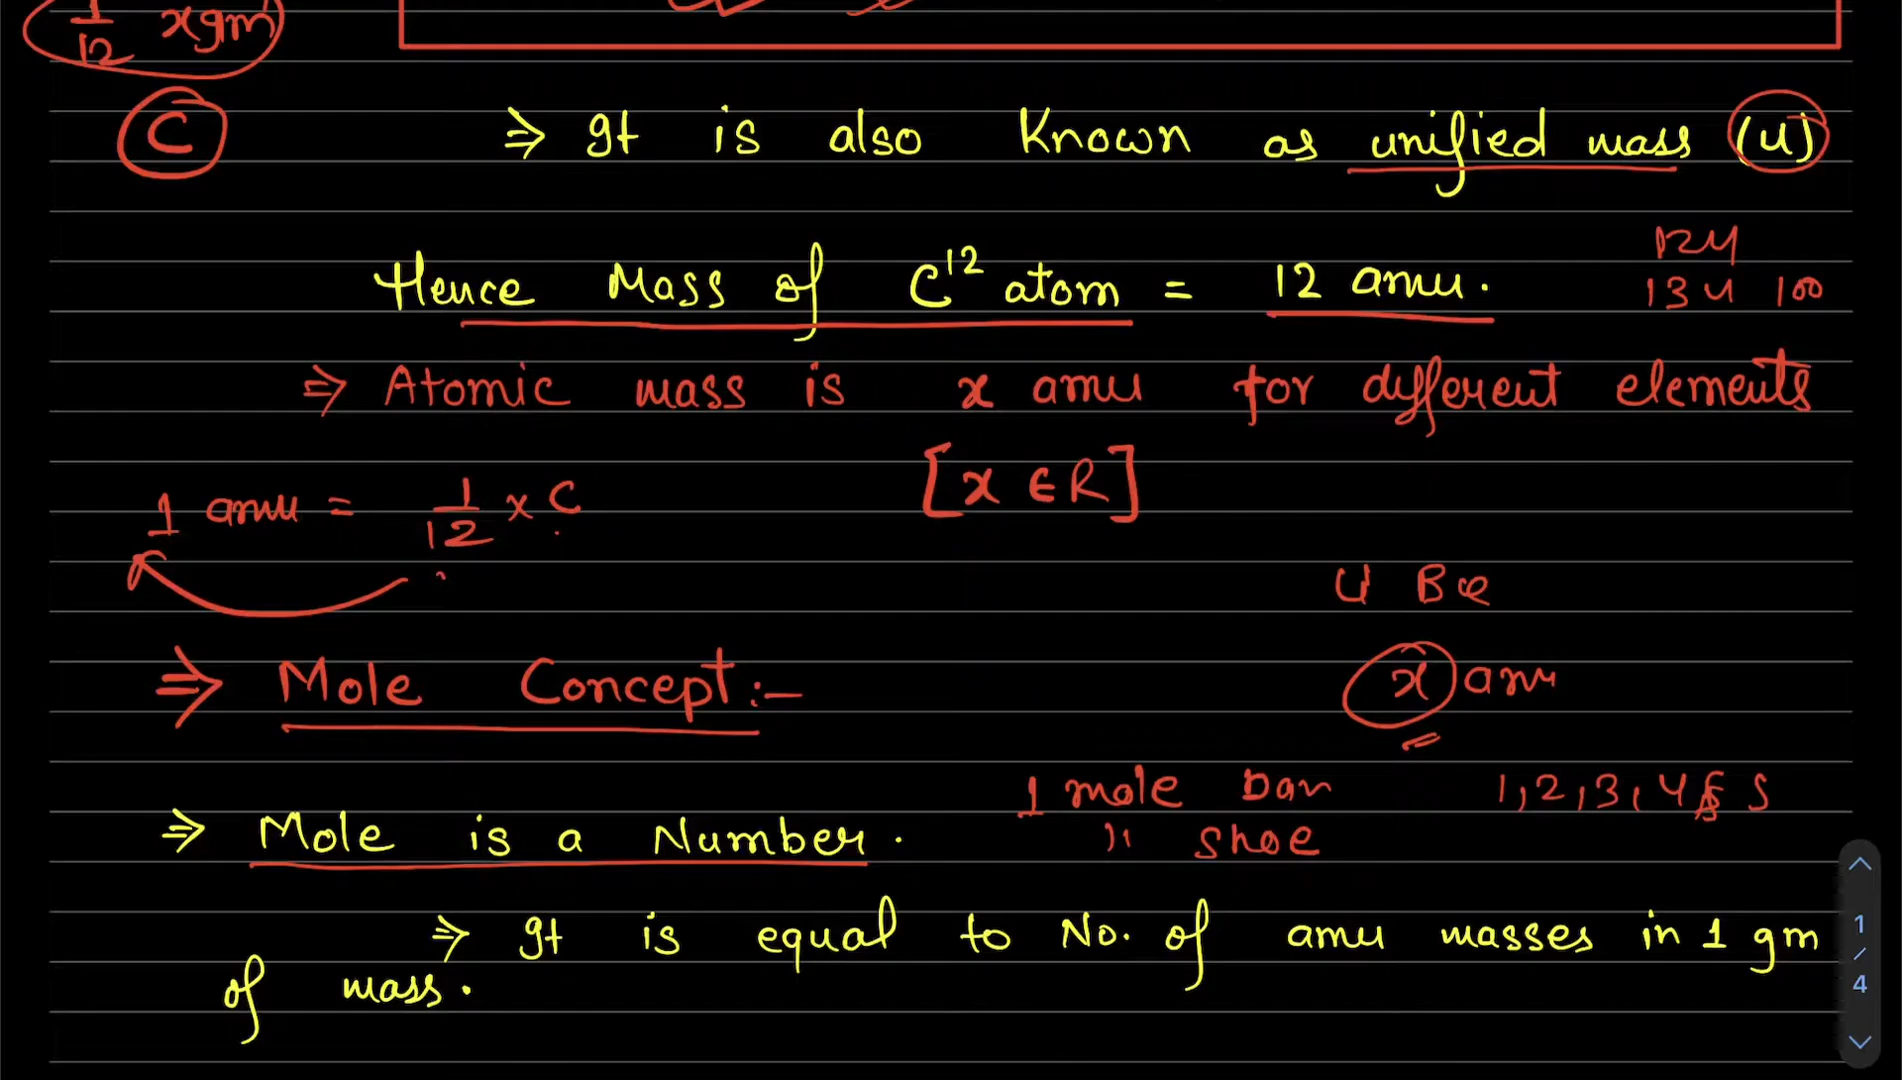 1/12 x gm
C
⇒ It is also Known as unified mass (u)
12 u
Hence Mass of C¹² atom = 12 amu.
13 u 100
⇒ Atomic mass is x amu for different elements
[x ∈ R]
1 amu = 1/12 x C
4 Be
⇒ Mole Concept :-
x amu
1 mole Ban 1, 2, 3, 4, 5 S
⇒ Mole is a Number.
" Shoe
⇒ It is equal to No. of amu masses in 1 gm
of mass.
1
/
4